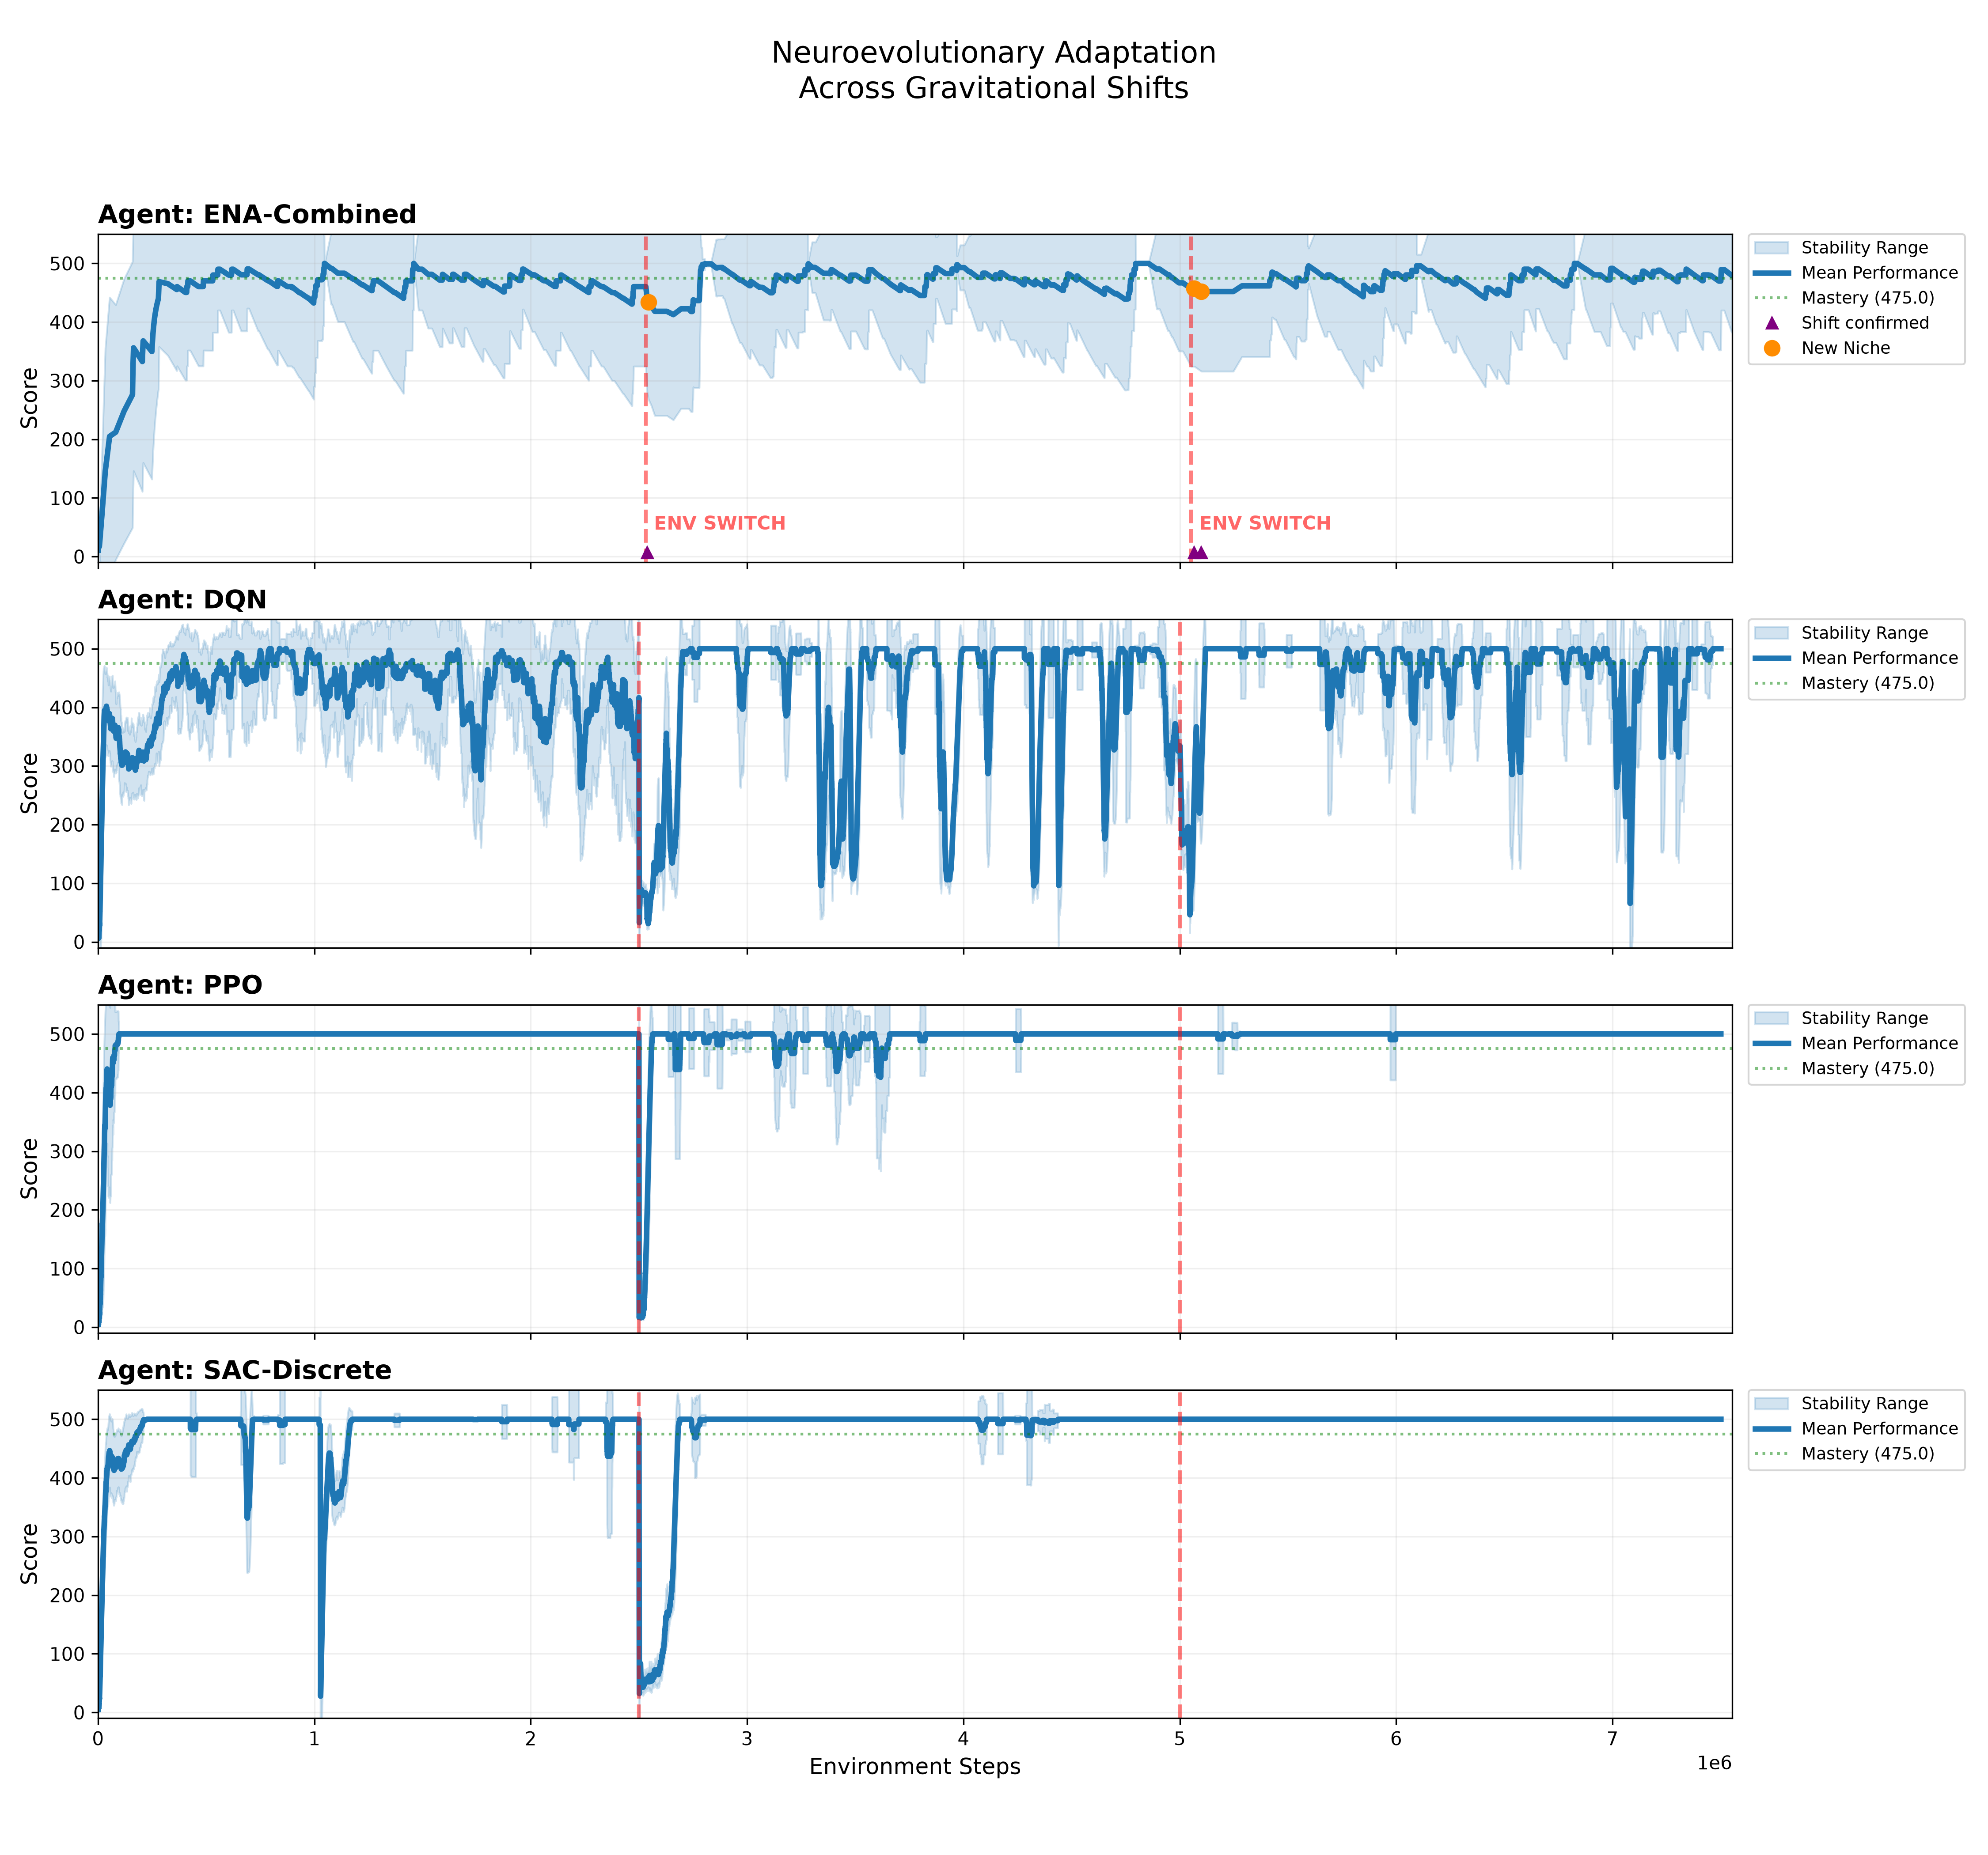 Neuroevolutionary Adaptation
Across Gravitational Shifts
Agent: ENA-Combined
Score
500
400
300
200
100
0
ENV SWITCH
ENV SWITCH
Stability Range
Mean Performance
Mastery (475.0)
Shift confirmed
New Niche
Agent: DQN
Score
500
400
300
200
100
0
Stability Range
Mean Performance
Mastery (475.0)
Agent: PPO
Score
500
400
300
200
100
0
Stability Range
Mean Performance
Mastery (475.0)
Agent: SAC-Discrete
Score
500
400
300
200
100
0
Stability Range
Mean Performance
Mastery (475.0)
0 1 2 3 4 5 6 7
1e6
Environment Steps